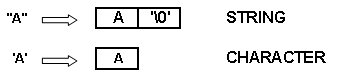 "A" A '\0' STRING
'A' A CHARACTER